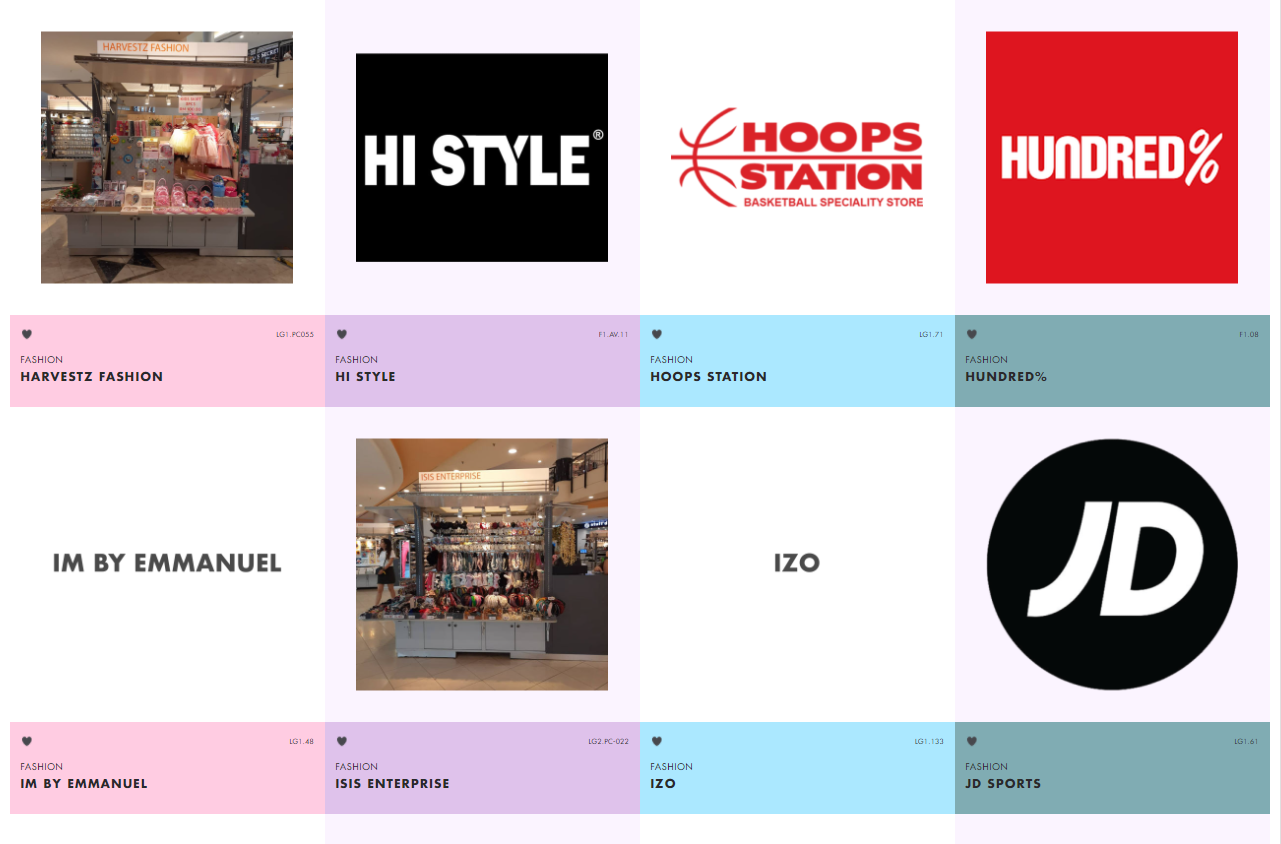 HARVESTZ FASHION
HI STYLE®
HOOPS
STATION
BASKETBALL SPECIALITY STORE
HUNDRED%
LG1.PC055
FASHION
HARVESTZ FASHION
F1.AV.11
FASHION
HI STYLE
LG1.71
FASHION
HOOPS STATION
F1.08
FASHION
HUNDRED%
IM BY EMMANUEL
ISIS ENTERPRISE
IZO
JD
LG1.48
FASHION
IM BY EMMANUEL
LG2.PC-022
FASHION
ISIS ENTERPRISE
LG1.133
FASHION
IZO
LG1.61
FASHION
JD SPORTS